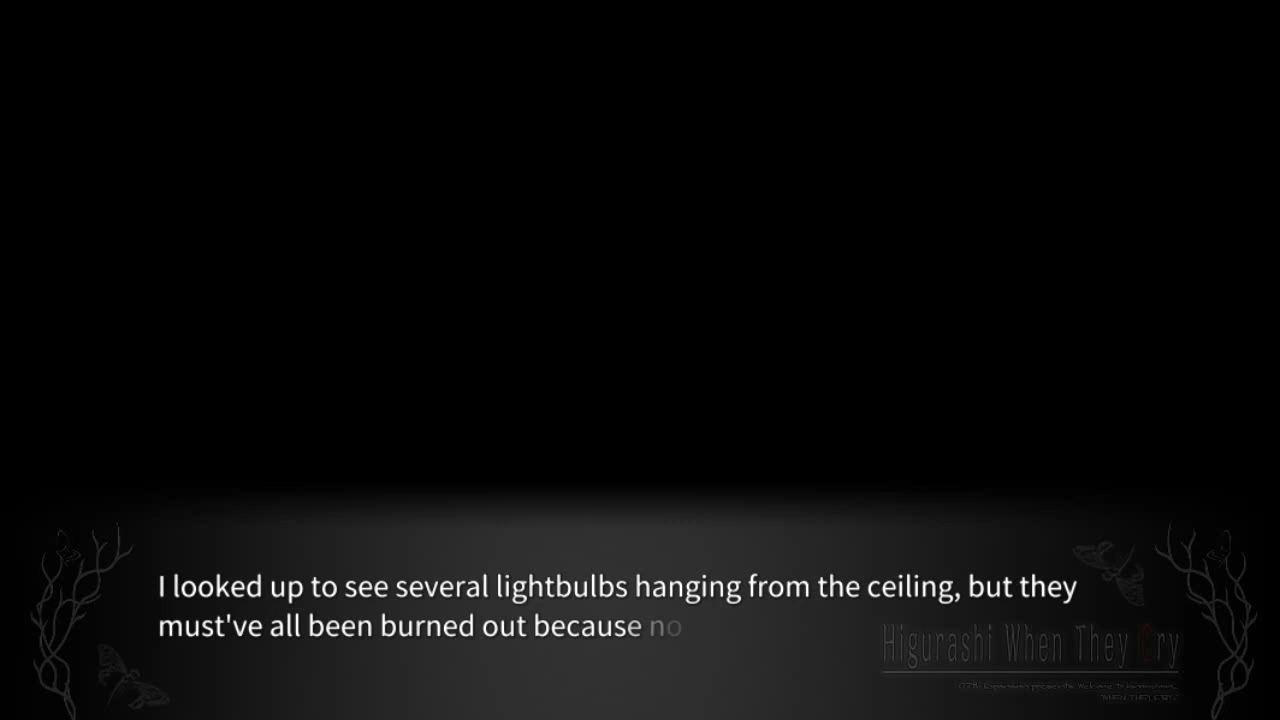 I looked up to see several lightbulbs hanging from the ceiling, but they
must've all been burned out because no
Higurashi When They Cry